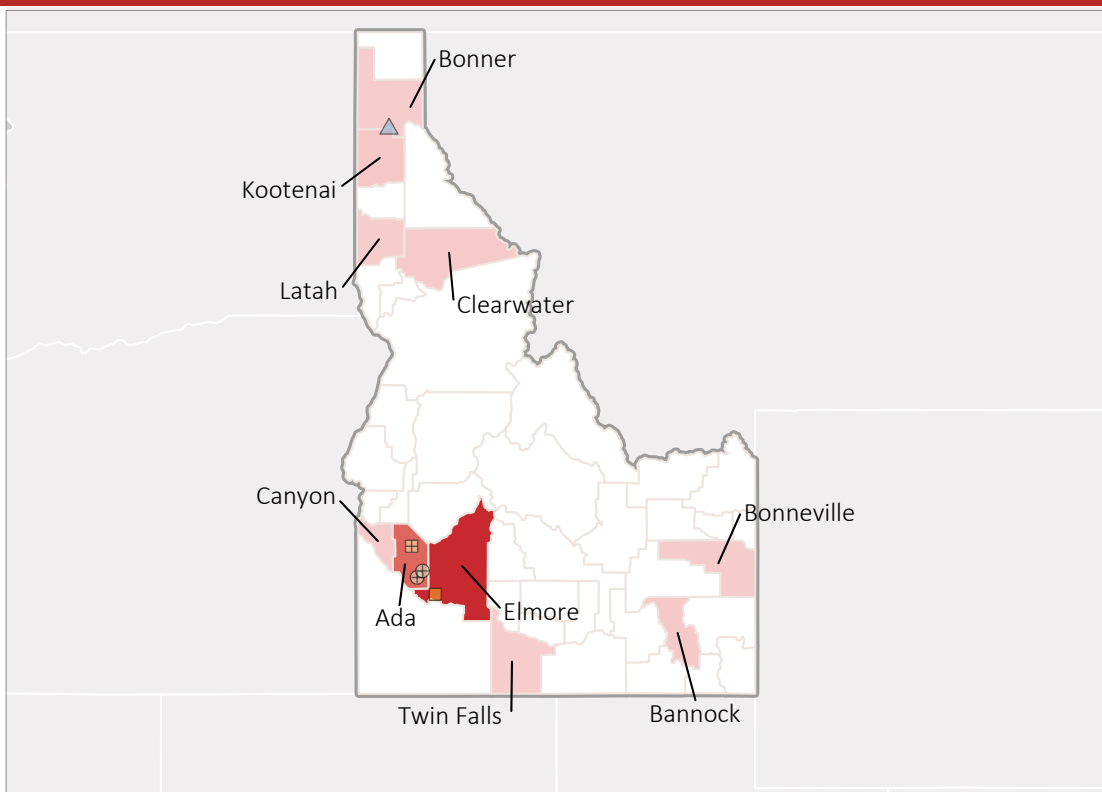 Bonner
Kootenai
Latah
Clearwater
Canyon
Bonneville
Ada
Elmore
Twin Falls
Bannock